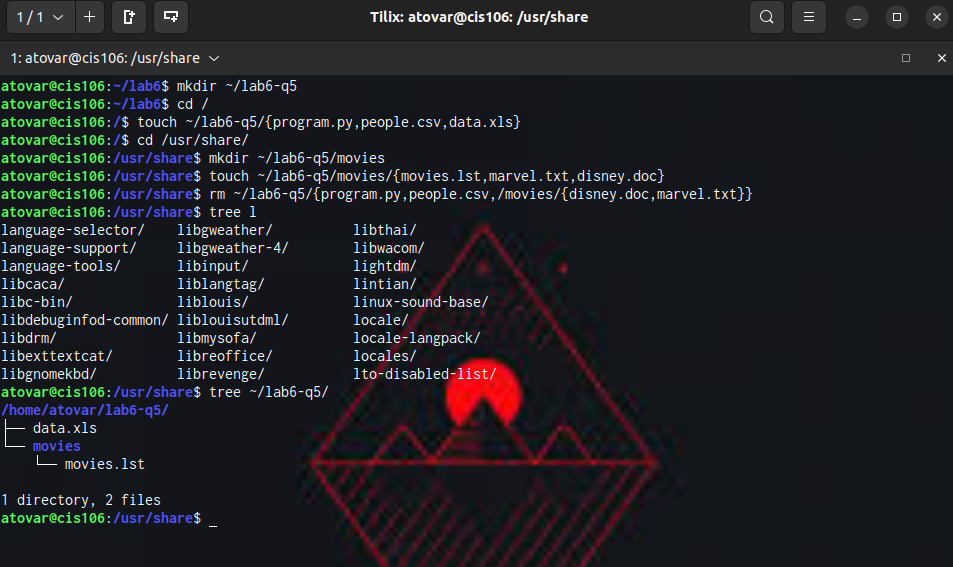 1 / 1
Tilix: atovar@cis106: /usr/share
1: atovar@cis106: /usr/share
atovar@cis106:~/lab6$ mkdir ~/lab6-q5
atovar@cis106:~/lab6$ cd /
atovar@cis106:/$ touch ~/lab6-q5/{program.py,people.csv,data.xls}
atovar@cis106:/$ cd /usr/share/
atovar@cis106:/usr/share$ mkdir ~/lab6-q5/movies
atovar@cis106:/usr/share$ touch ~/lab6-q5/movies/{movies.lst,marvel.txt,disney.doc}
atovar@cis106:/usr/share$ rm ~/lab6-q5/{program.py,people.csv,/movies/{disney.doc,marvel.txt}}
atovar@cis106:/usr/share$ tree l
language-selector/ libgweather/ libthai/
language-support/ libgweather-4/ libwacom/
language-tools/ libinput/ lightdm/
libcaca/ liblangtag/ lintian/
libc-bin/ liblouis/ linux-sound-base/
libdebuginfod-common/ liblouisutdml/ locale/
libdrm/ libmysofa/ locale-langpack/
libexttextcat/ libreoffice/ locales/
libgnomekbd/ librevenge/ lto-disabled-list/
atovar@cis106:/usr/share$ tree ~/lab6-q5/
/home/atovar/lab6-q5/
├── data.xls
└── movies
    └── movies.lst
1 directory, 2 files
atovar@cis106:/usr/share$ _